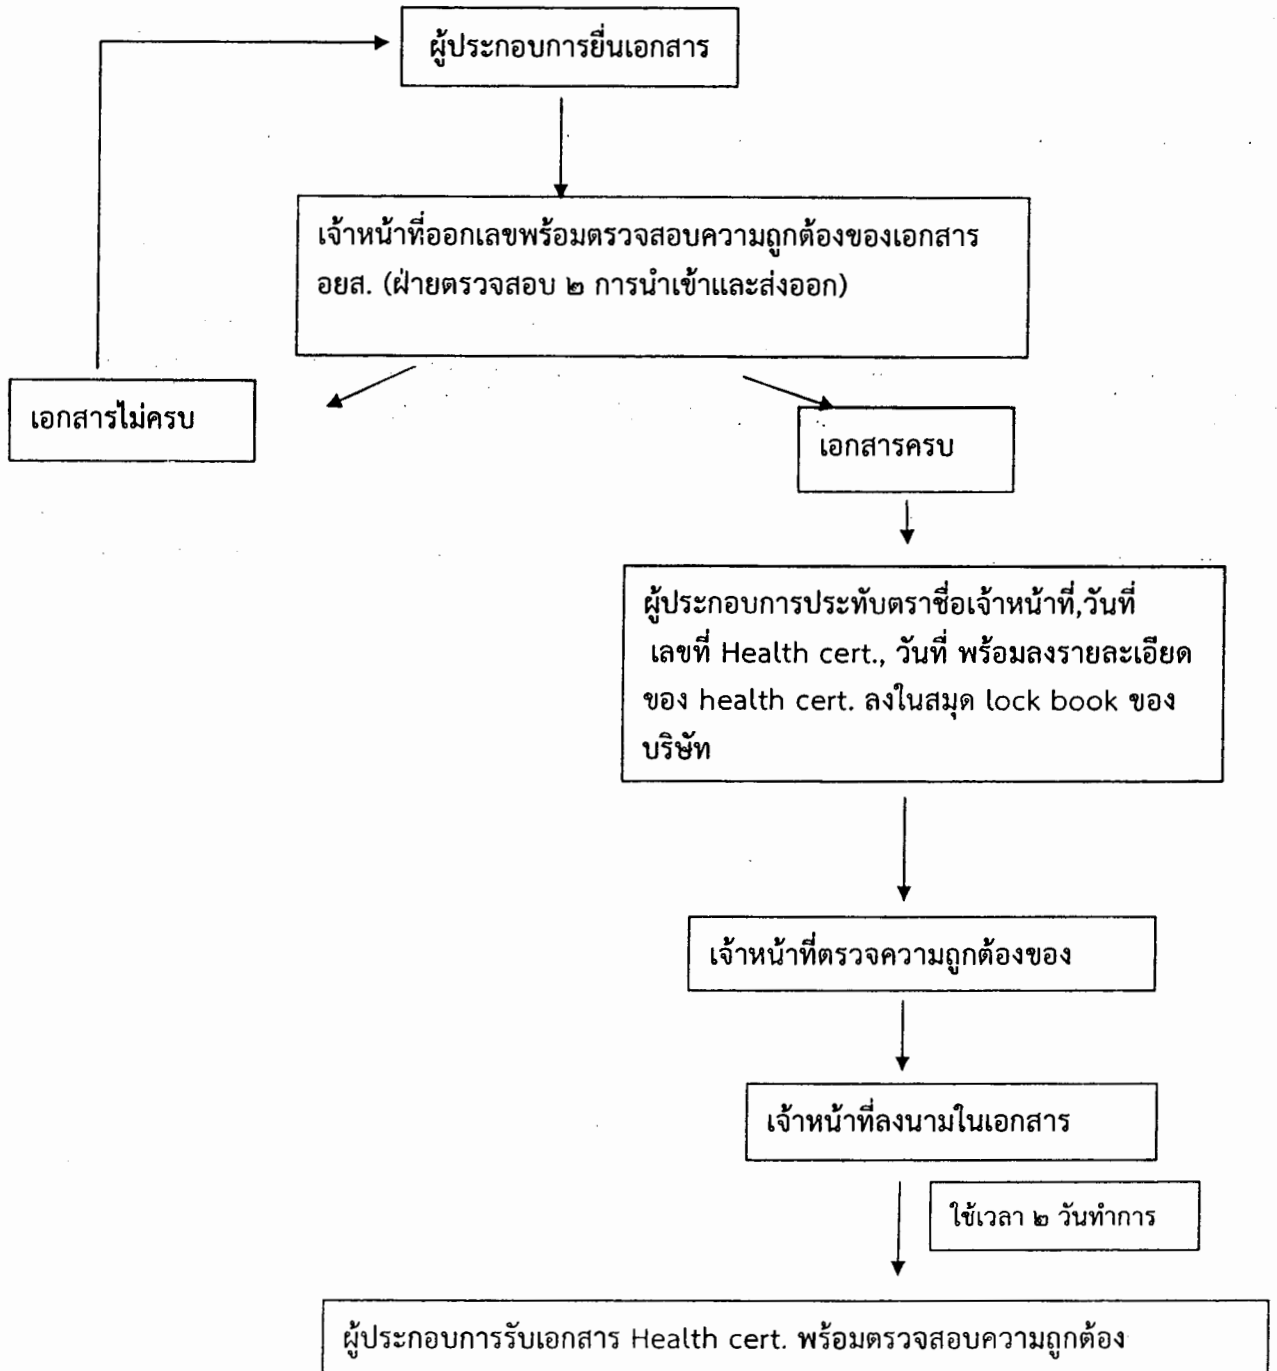 ผู้ประกอบการยื่นเอกสาร
เจ้าหน้าที่ออกเลขพร้อมตรวจสอบความถูกต้องของเอกสาร
อยส. (ฝ่ายตรวจสอบ ๒ การนำเข้าและส่งออก)
เอกสารไม่ครบ
เอกสารครบ
ผู้ประกอบการประทับตราชื่อเจ้าหน้าที่,วันที่
เลขที่ Health cert., วันที่ พร้อมลงรายละเอียด
ของ health cert. ลงในสมุด lock book ของ
บริษัท
เจ้าหน้าที่ตรวจความถูกต้องของ
เจ้าหน้าที่ลงนามในเอกสาร
ใช้เวลา ๒ วันทำการ
ผู้ประกอบการรับเอกสาร Health cert. พร้อมตรวจสอบความถูกต้อง